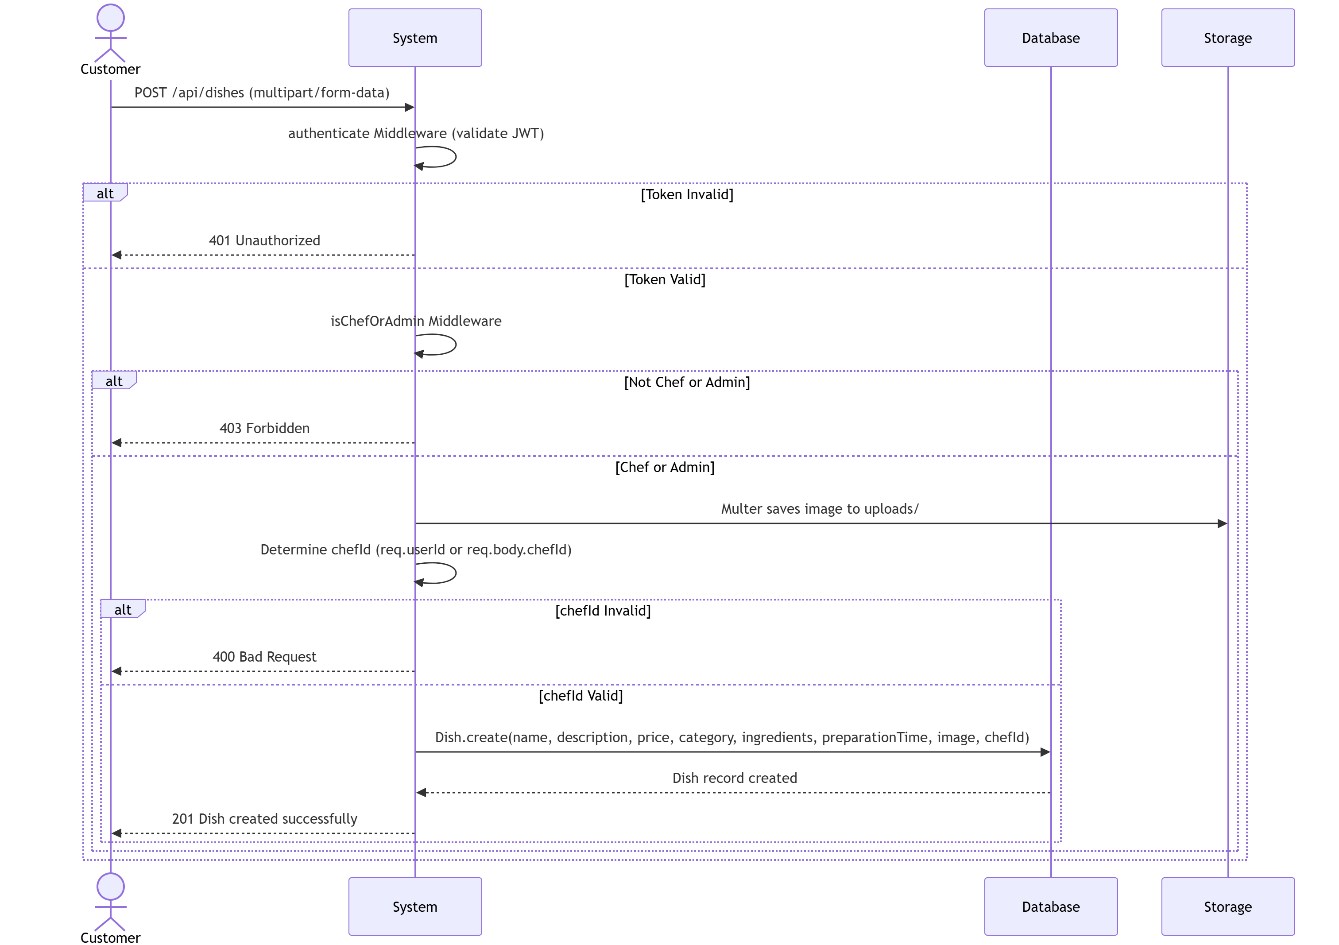 System
Database
Storage
Customer
POST /api/dishes (multipart/form-data)
authenticate Middleware (validate JWT)
alt
[Token Invalid]
401 Unauthorized
[Token Valid]
isChefOrAdmin Middleware
alt
[Not Chef or Admin]
403 Forbidden
[Chef or Admin]
Multer saves image to uploads/
Determine chefId (req.userId or req.body.chefId)
alt
[chefId Invalid]
400 Bad Request
[chefId Valid]
Dish.create(name, description, price, category, ingredients, preparationTime, image, chefId)
Dish record created
201 Dish created successfully
System
Database
Storage
Customer